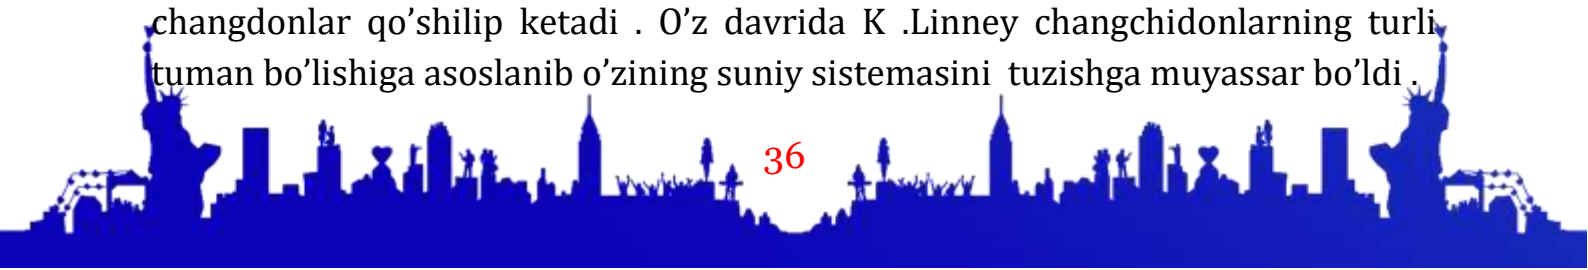 changdonlar qo’shilip ketadi . O’z davrida K .Linney changchidonlarning turli
tuman bo’lishiga asoslanib o’zining suniy sistemasini tuzishga muyassar bo’ldi .
36